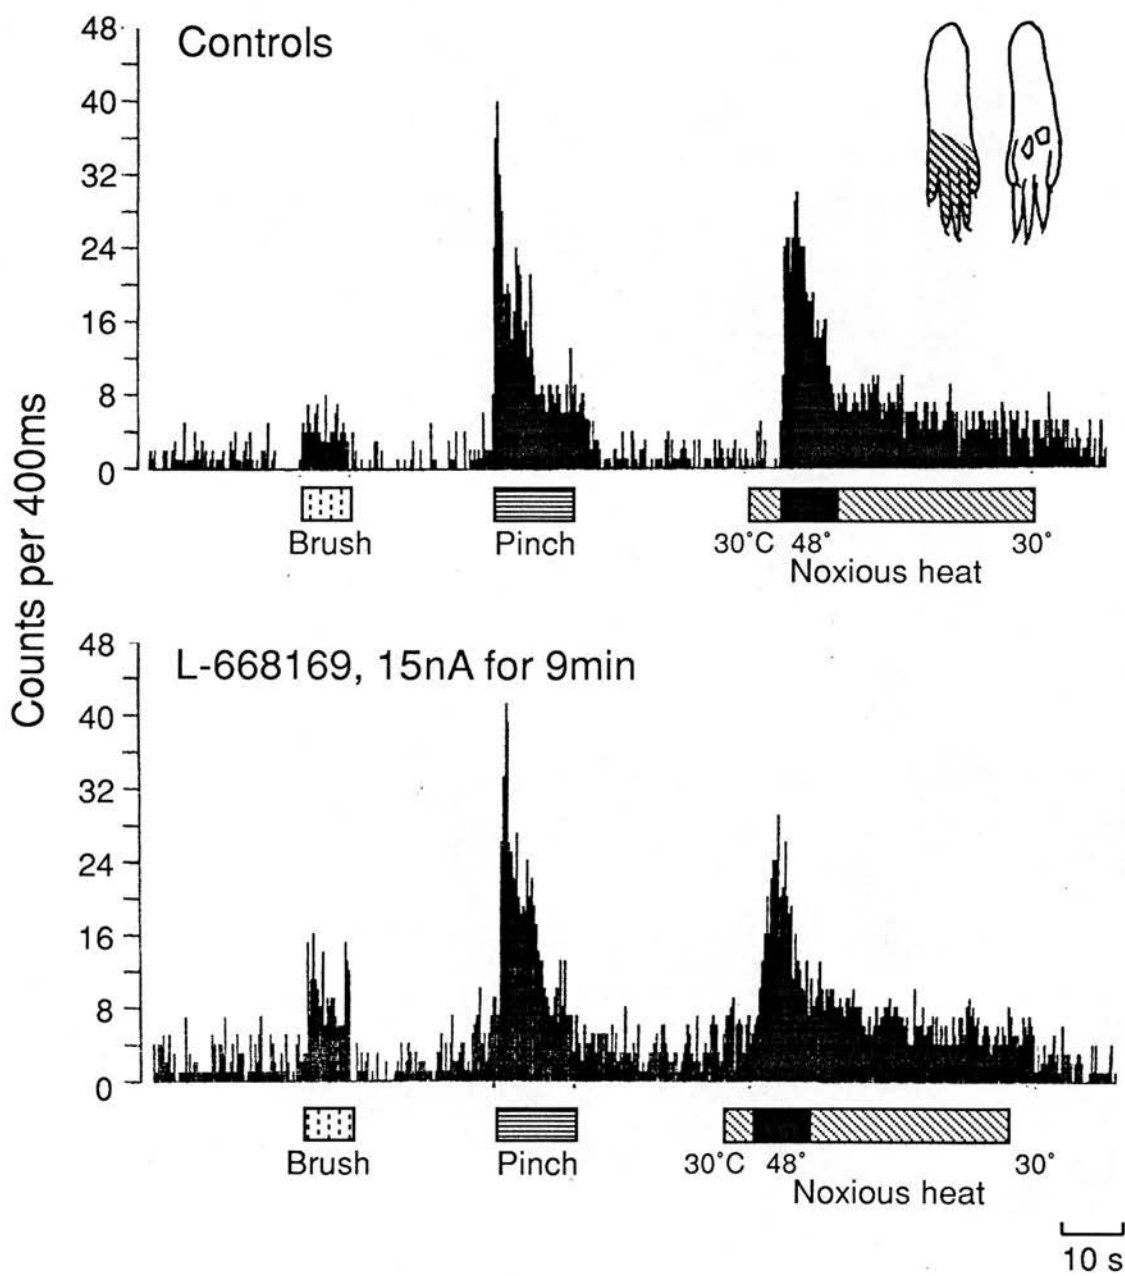 Counts per 400ms
Controls
48
40
32
24
16
8
0
Brush
Pinch
30°C 48° 30°
Noxious heat
L-668169, 15nA for 9min
48
40
32
24
16
8
0
Brush
Pinch
30°C 48° 30°
Noxious heat
10 s